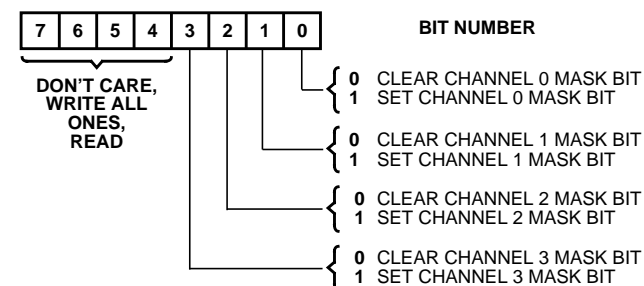 7 6 5 4 3 2 1 0
BIT NUMBER
DON'T CARE,
WRITE ALL
ONES,
READ
0 CLEAR CHANNEL 0 MASK BIT
1 SET CHANNEL 0 MASK BIT
0 CLEAR CHANNEL 1 MASK BIT
1 SET CHANNEL 1 MASK BIT
0 CLEAR CHANNEL 2 MASK BIT
1 SET CHANNEL 2 MASK BIT
0 CLEAR CHANNEL 3 MASK BIT
1 SET CHANNEL 3 MASK BIT